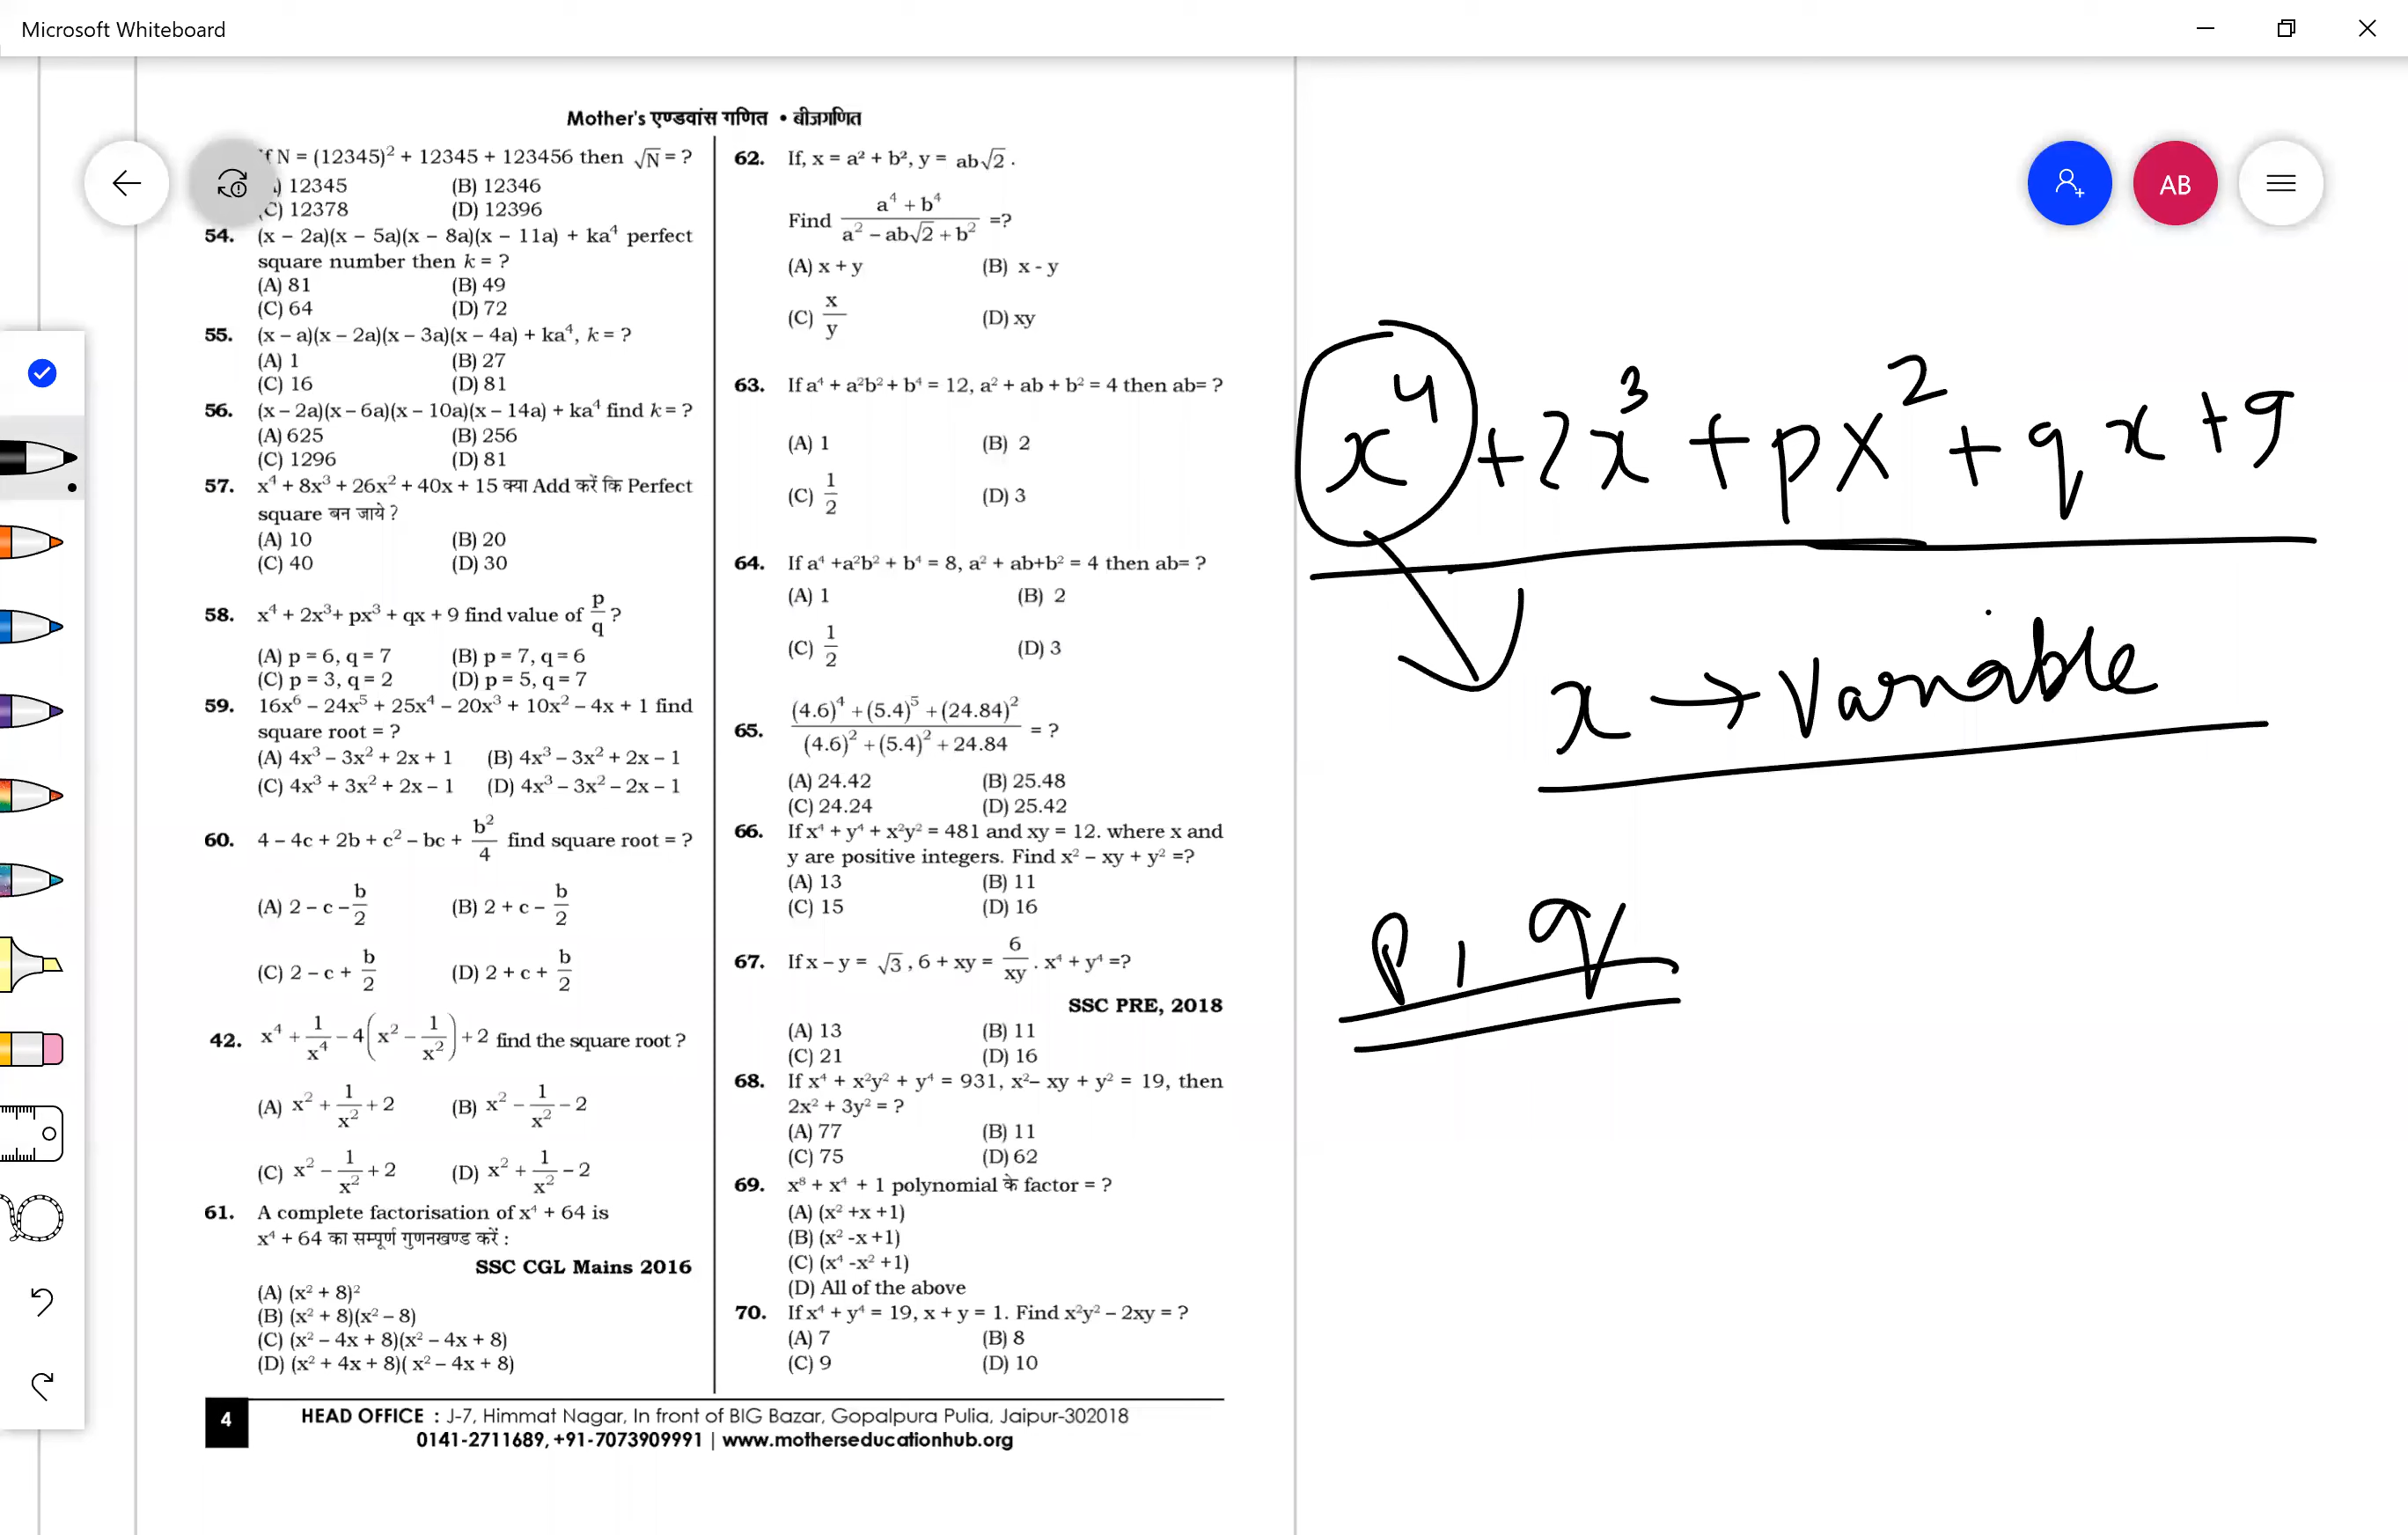 Microsoft Whiteboard
Mother's एण्डवांस गणित • बीजगणित
If N = (12345)² + 12345 + 123456 then √N = ?
) 12345 (B) 12346
(C) 12378 (D) 12396
54. (x – 2a)(x – 5a)(x – 8a)(x – 11a) + ka⁴ perfect
square number then k = ?
(A) 81 (B) 49
(C) 64 (D) 72
55. (x – a)(x – 2a)(x – 3a)(x – 4a) + ka⁴, k = ?
(A) 1 (B) 27
(C) 16 (D) 81
56. (x – 2a)(x – 6a)(x – 10a)(x – 14a) + ka⁴ find k = ?
(A) 625 (B) 256
(C) 1296 (D) 81
57. x⁴ + 8x³ + 26x² + 40x + 15 क्या Add करें कि Perfect
square बन जाये ?
(A) 10 (B) 20
(C) 40 (D) 30
58. x⁴ + 2x³+ px³ + qx + 9 find value of p/q ?
(A) p = 6, q = 7 (B) p = 7, q = 6
(C) p = 3, q = 2 (D) p = 5, q = 7
59. 16x⁶ – 24x⁵ + 25x⁴ – 20x³ + 10x² – 4x + 1 find
square root = ?
(A) 4x³ – 3x² + 2x + 1 (B) 4x³ – 3x² + 2x – 1
(C) 4x³ + 3x² + 2x – 1 (D) 4x³ – 3x² – 2x – 1
60. 4 – 4c + 2b + c² – bc + b²/4 find square root = ?
(A) 2 – c – b/2 (B) 2 + c – b/2
(C) 2 – c + b/2 (D) 2 + c + b/2
42. x⁴ + 1/x⁴ – 4(x² – 1/x²) + 2 find the square root ?
(A) x² + 1/x² + 2 (B) x² – 1/x² – 2
(C) x² – 1/x² + 2 (D) x² + 1/x² – 2
61. A complete factorisation of x⁴ + 64 is
x⁴ + 64 का सम्पूर्ण गुणनखण्ड करें :
SSC CGL Mains 2016
(A) (x² + 8)²
(B) (x² + 8)(x² – 8)
(C) (x² – 4x + 8)(x² – 4x + 8)
(D) (x² + 4x + 8)( x² – 4x + 8)
62. If, x = a² + b², y = ab√2 .
Find (a⁴ + b⁴)/(a² – ab√2 + b²) =?
(A) x + y (B) x - y
(C) x/y (D) xy
63. If a⁴ + a²b² + b⁴ = 12, a² + ab + b² = 4 then ab= ?
(A) 1 (B) 2
(C) 1/2 (D) 3
64. If a⁴ +a²b² + b⁴ = 8, a² + ab+b² = 4 then ab= ?
(A) 1 (B) 2
(C) 1/2 (D) 3
65. ((4.6)⁴ + (5.4)⁵ + (24.84)²)/((4.6)² + (5.4)² + 24.84) = ?
(A) 24.42 (B) 25.48
(C) 24.24 (D) 25.42
66. If x⁴ + y⁴ + x²y² = 481 and xy = 12. where x and
y are positive integers. Find x² – xy + y² =?
(A) 13 (B) 11
(C) 15 (D) 16
67. If x – y = √3 , 6 + xy = 6/xy . x⁴ + y⁴ =?
SSC PRE, 2018
(A) 13 (B) 11
(C) 21 (D) 16
68. If x⁴ + x²y² + y⁴ = 931, x²– xy + y² = 19, then
2x² + 3y² = ?
(A) 77 (B) 11
(C) 75 (D) 62
69. x⁸ + x⁴ + 1 polynomial के factor = ?
(A) (x² +x +1)
(B) (x² -x +1)
(C) (x⁴ -x² +1)
(D) All of the above
70. If x⁴ + y⁴ = 19, x + y = 1. Find x²y² – 2xy = ?
(A) 7 (B) 8
(C) 9 (D) 10
4 HEAD OFFICE : J-7, Himmat Nagar, In front of BIG Bazar, Gopalpura Pulia, Jaipur-302018
0141-2711689, +91-7073909991 | www.motherseducationhub.org
AB
x⁴ + 2x³ + px² + qx + 9
x → Variable
p, q